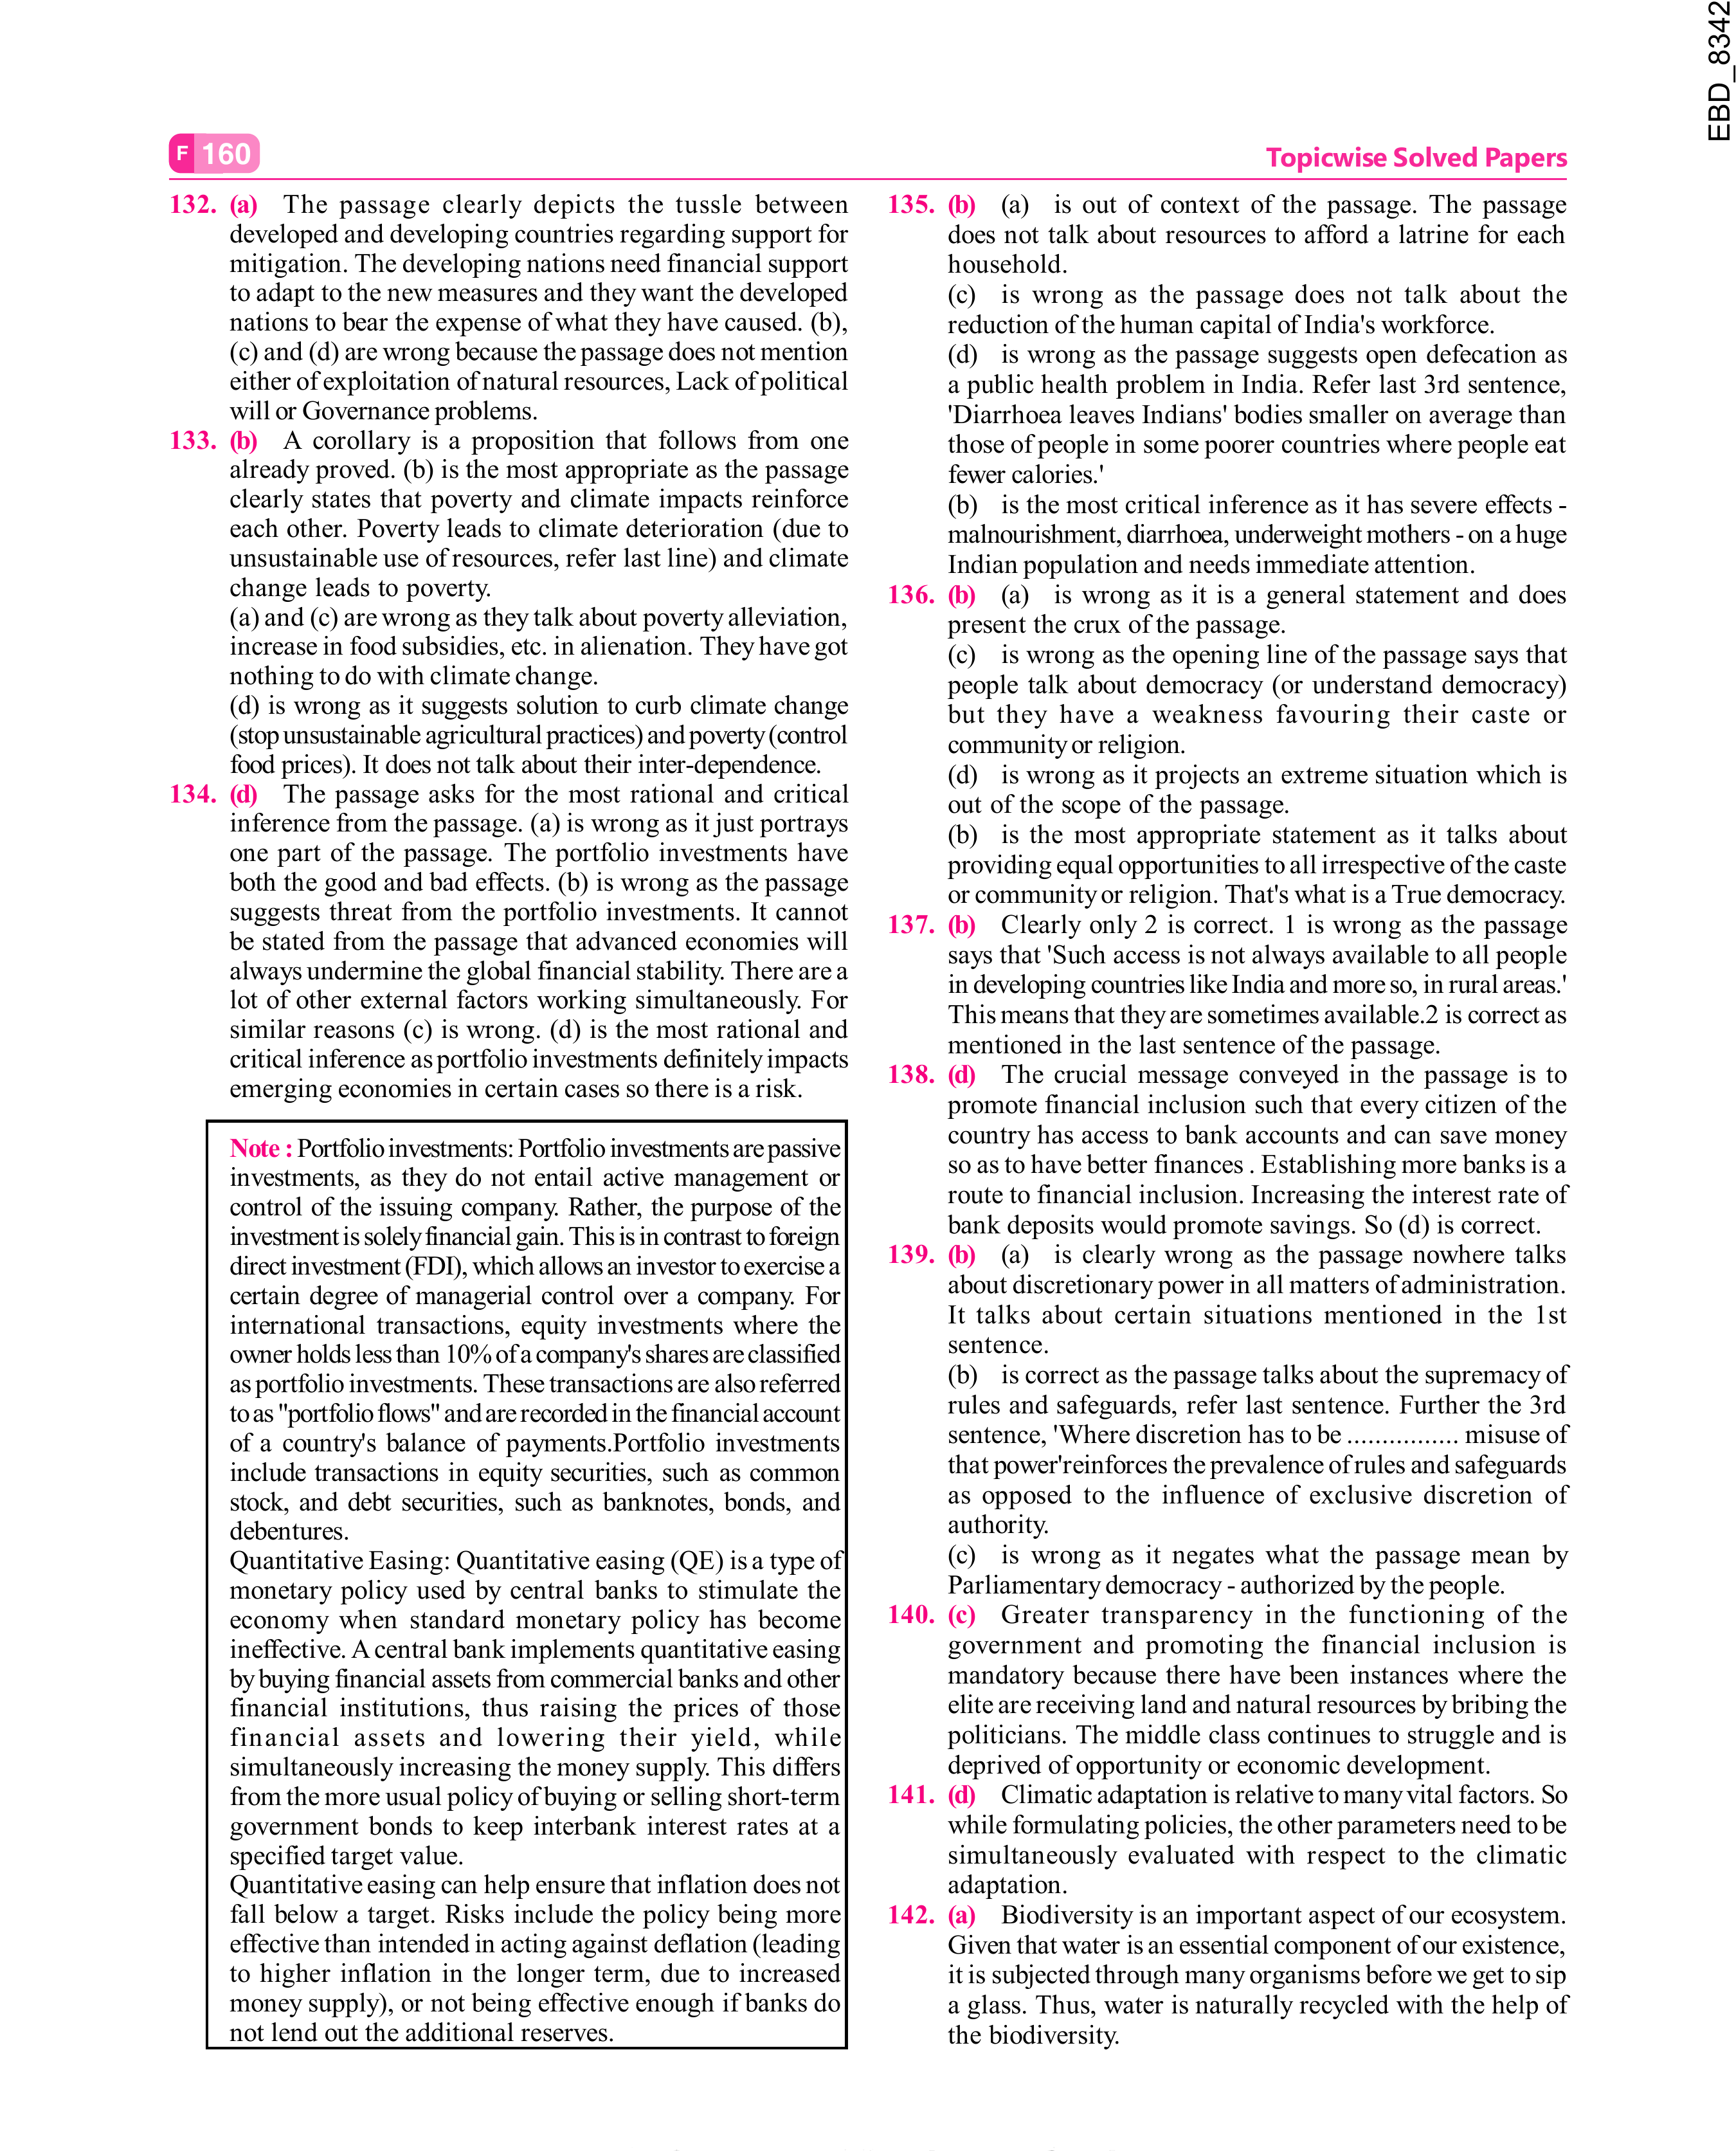 EBD_8342
F 160
Topicwise Solved Papers
132. (a) The passage clearly depicts the tussle between
developed and developing countries regarding support for
mitigation. The developing nations need financial support
to adapt to the new measures and they want the developed
nations to bear the expense of what they have caused. (b),
(c) and (d) are wrong because the passage does not mention
either of exploitation of natural resources, Lack of political
will or Governance problems.
133. (b) A corollary is a proposition that follows from one
already proved. (b) is the most appropriate as the passage
clearly states that poverty and climate impacts reinforce
each other. Poverty leads to climate deterioration (due to
unsustainable use of resources, refer last line) and climate
change leads to poverty.
(a) and (c) are wrong as they talk about poverty alleviation,
increase in food subsidies, etc. in alienation. They have got
nothing to do with climate change.
(d) is wrong as it suggests solution to curb climate change
(stop unsustainable agricultural practices) and poverty (control
food prices). It does not talk about their inter-dependence.
134. (d) The passage asks for the most rational and critical
inference from the passage. (a) is wrong as it just portrays
one part of the passage. The portfolio investments have
both the good and bad effects. (b) is wrong as the passage
suggests threat from the portfolio investments. It cannot
be stated from the passage that advanced economies will
always undermine the global financial stability. There are a
lot of other external factors working simultaneously. For
similar reasons (c) is wrong. (d) is the most rational and
critical inference as portfolio investments definitely impacts
emerging economies in certain cases so there is a risk.
Note : Portfolio investments: Portfolio investments are passive
investments, as they do not entail active management or
control of the issuing company. Rather, the purpose of the
investment is solely financial gain. This is in contrast to foreign
direct investment (FDI), which allows an investor to exercise a
certain degree of managerial control over a company. For
international transactions, equity investments where the
owner holds less than 10% of a company's shares are classified
as portfolio investments. These transactions are also referred
to as "portfolio flows" and are recorded in the financial account
of a country's balance of payments.Portfolio investments
include transactions in equity securities, such as common
stock, and debt securities, such as banknotes, bonds, and
debentures.
Quantitative Easing: Quantitative easing (QE) is a type of
monetary policy used by central banks to stimulate the
economy when standard monetary policy has become
ineffective. A central bank implements quantitative easing
by buying financial assets from commercial banks and other
financial institutions, thus raising the prices of those
financial assets and lowering their yield, while
simultaneously increasing the money supply. This differs
from the more usual policy of buying or selling short-term
government bonds to keep interbank interest rates at a
specified target value.
Quantitative easing can help ensure that inflation does not
fall below a target. Risks include the policy being more
effective than intended in acting against deflation (leading
to higher inflation in the longer term, due to increased
money supply), or not being effective enough if banks do
not lend out the additional reserves.
135. (b) (a) is out of context of the passage. The passage
does not talk about resources to afford a latrine for each
household.
(c) is wrong as the passage does not talk about the
reduction of the human capital of India's workforce.
(d) is wrong as the passage suggests open defecation as
a public health problem in India. Refer last 3rd sentence,
'Diarrhoea leaves Indians' bodies smaller on average than
those of people in some poorer countries where people eat
fewer calories.'
(b) is the most critical inference as it has severe effects -
malnourishment, diarrhoea, underweight mothers - on a huge
Indian population and needs immediate attention.
136. (b) (a) is wrong as it is a general statement and does
present the crux of the passage.
(c) is wrong as the opening line of the passage says that
people talk about democracy (or understand democracy)
but they have a weakness favouring their caste or
community or religion.
(d) is wrong as it projects an extreme situation which is
out of the scope of the passage.
(b) is the most appropriate statement as it talks about
providing equal opportunities to all irrespective of the caste
or community or religion. That's what is a True democracy.
137. (b) Clearly only 2 is correct. 1 is wrong as the passage
says that 'Such access is not always available to all people
in developing countries like India and more so, in rural areas.'
This means that they are sometimes available.2 is correct as
mentioned in the last sentence of the passage.
138. (d) The crucial message conveyed in the passage is to
promote financial inclusion such that every citizen of the
country has access to bank accounts and can save money
so as to have better finances . Establishing more banks is a
route to financial inclusion. Increasing the interest rate of
bank deposits would promote savings. So (d) is correct.
139. (b) (a) is clearly wrong as the passage nowhere talks
about discretionary power in all matters of administration.
It talks about certain situations mentioned in the 1st
sentence.
(b) is correct as the passage talks about the supremacy of
rules and safeguards, refer last sentence. Further the 3rd
sentence, 'Where discretion has to be ................ misuse of
that power'reinforces the prevalence of rules and safeguards
as opposed to the influence of exclusive discretion of
authority.
(c) is wrong as it negates what the passage mean by
Parliamentary democracy - authorized by the people.
140. (c) Greater transparency in the functioning of the
government and promoting the financial inclusion is
mandatory because there have been instances where the
elite are receiving land and natural resources by bribing the
politicians. The middle class continues to struggle and is
deprived of opportunity or economic development.
141. (d) Climatic adaptation is relative to many vital factors. So
while formulating policies, the other parameters need to be
simultaneously evaluated with respect to the climatic
adaptation.
142. (a) Biodiversity is an important aspect of our ecosystem.
Given that water is an essential component of our existence,
it is subjected through many organisms before we get to sip
a glass. Thus, water is naturally recycled with the help of
the biodiversity.